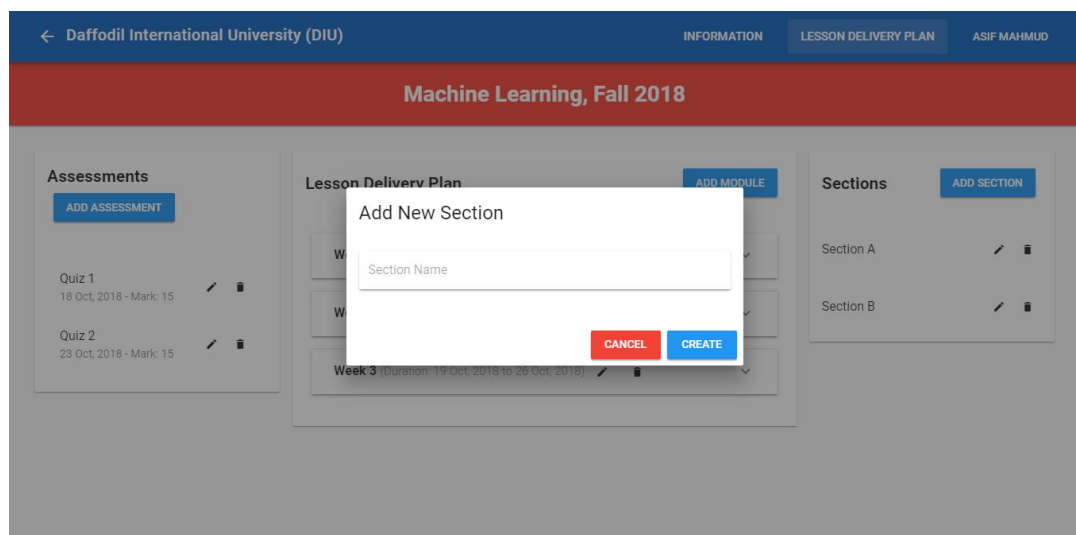 Daffodil International University (DIU)
INFORMATION
LESSON DELIVERY PLAN
ASIF MAHMUD
Machine Learning, Fall 2018
Assessments
ADD ASSESSMENT
Quiz 1
18 Oct, 2018 - Mark: 15
Quiz 2
23 Oct, 2018 - Mark: 15
Lesson Delivery Plan
ADD MODULE
Week 3 (Duration: 19 Oct, 2018 to 26 Oct, 2018)
Add New Section
Section Name
CANCEL
CREATE
Sections
ADD SECTION
Section A
Section B